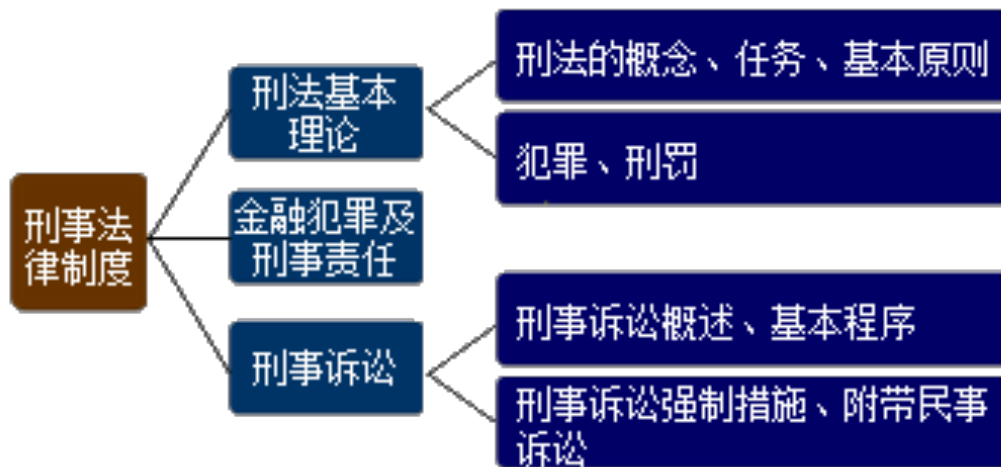 刑法的概念、任务、基本原则
刑法基本
理论
犯罪、刑罚
刑事法
律制度
金融犯罪及
刑事责任
刑事诉讼概述、基本程序
刑事诉讼
刑事诉讼强制措施、附带民事
诉讼